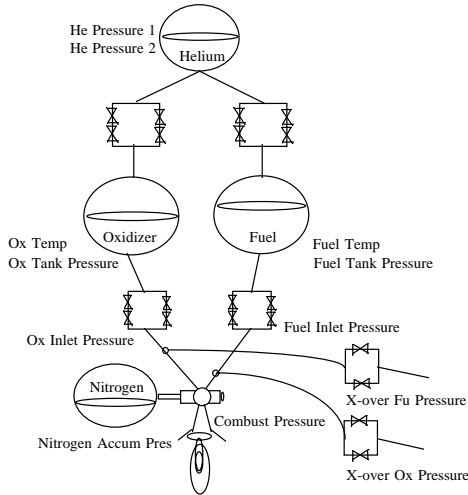 He Pressure 1
He Pressure 2
Helium
Oxidizer
Fuel
Ox Temp
Ox Tank Pressure
Fuel Temp
Fuel Tank Pressure
Ox Inlet Pressure
Fuel Inlet Pressure
Nitrogen
X-over Fu Pressure
Combust Pressure
Nitrogen Accum Pres
X-over Ox Pressure